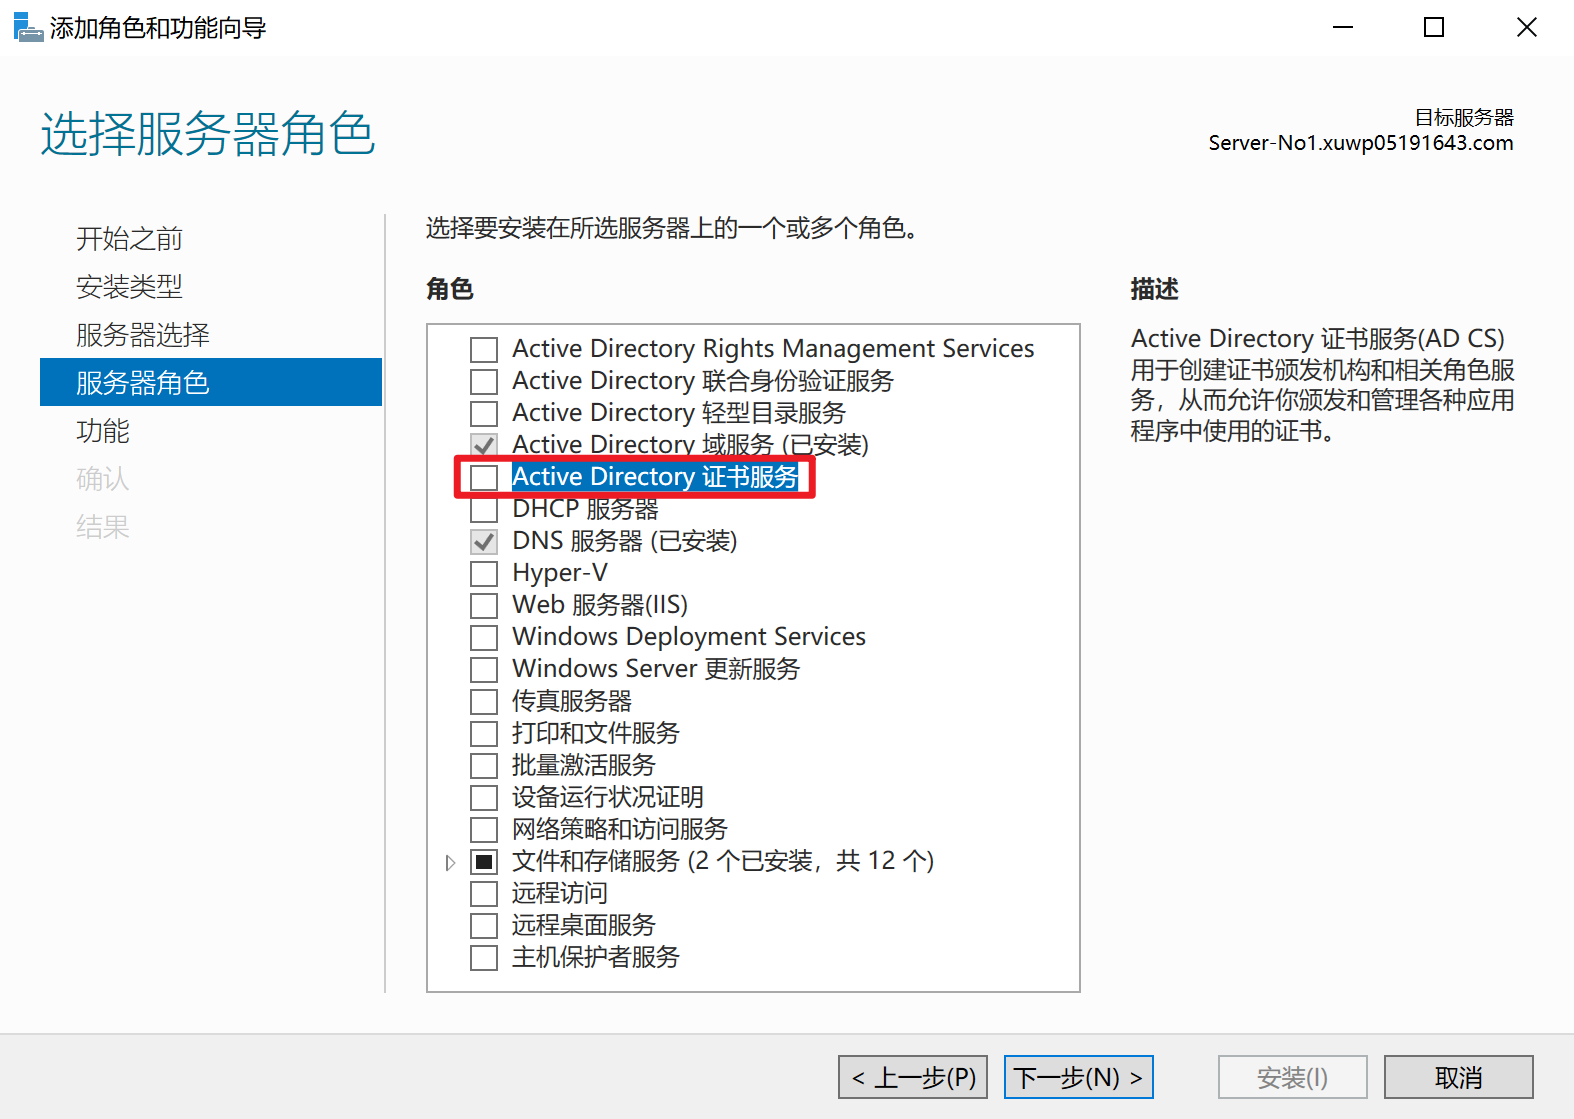 添加角色和功能向导
选择服务器角色
目标服务器
Server-No1.xuwp05191643.com
开始之前
安装类型
服务器选择
服务器角色
功能
确认
结果
选择要安装在所选服务器上的一个或多个角色。
角色
Active Directory Rights Management Services
Active Directory 联合身份验证服务
Active Directory 轻型目录服务
Active Directory 域服务 (已安装)
Active Directory 证书服务
DHCP 服务器
DNS 服务器 (已安装)
Hyper-V
Web 服务器(IIS)
Windows Deployment Services
Windows Server 更新服务
传真服务器
打印和文件服务
批量激活服务
设备运行状况证明
网络策略和访问服务
文件和存储服务 (2 个已安装，共 12 个)
远程访问
远程桌面服务
主机保护者服务
描述
Active Directory 证书服务(AD CS)
用于创建证书颁发机构和相关角色服
务，从而允许你颁发和管理各种应用
程序中使用的证书。
< 上一步(P)
下一步(N) >
安装(I)
取消